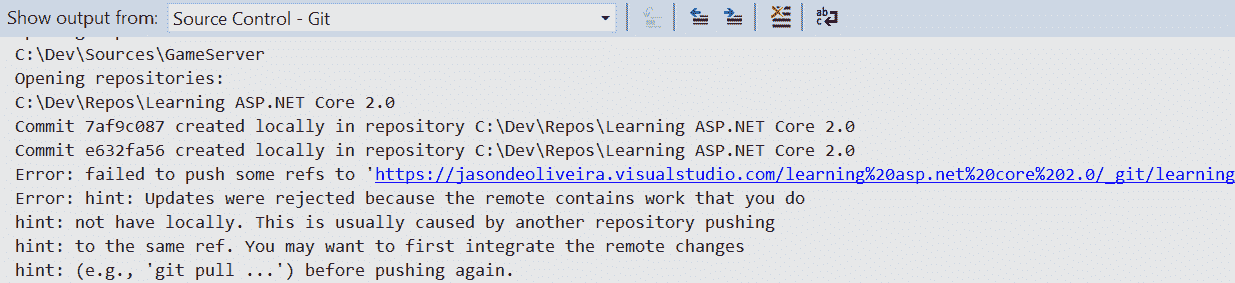 Show output from: Source Control - Git
C:\Dev\Sources\GameServer
Opening repositories:
C:\Dev\Repos\Learning ASP.NET Core 2.0
Commit 7af9c087 created locally in repository C:\Dev\Repos\Learning ASP.NET Core 2.0
Commit e632fa56 created locally in repository C:\Dev\Repos\Learning ASP.NET Core 2.0
Error: failed to push some refs to 'https://jasondeoliveira.visualstudio.com/learning%20asp.net%20core%202.0/_git/learning
Error: hint: Updates were rejected because the remote contains work that you do
hint: not have locally. This is usually caused by another repository pushing
hint: to the same ref. You may want to first integrate the remote changes
hint: (e.g., 'git pull ...') before pushing again.